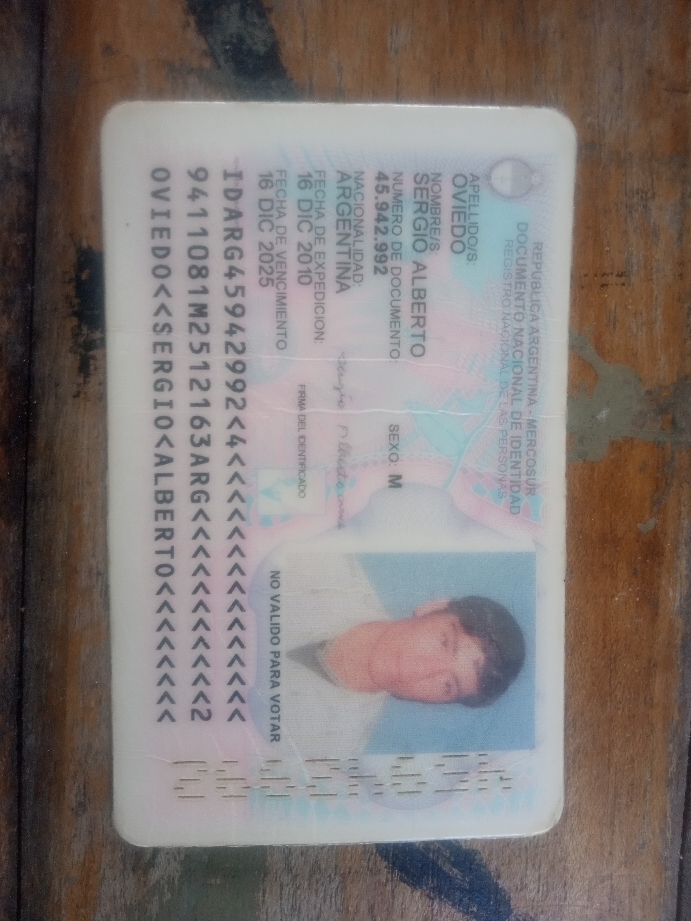 REPUBLICA ARGENTINA - MERCOSUR
DOCUMENTO NACIONAL DE IDENTIDAD
REGISTRO NACIONAL DE LAS PERSONAS
APELLIDO/S:
OVIEDO
NOMBRE/S
SERGIO ALBERTO
NUMERO DE DOCUMENTO: SEXO: M
45.942.992
NACIONALIDAD:
ARGENTINA
FECHA DE EXPEDICION:
16 DIC 2010
FIRMA DEL IDENTIFICADO
FECHA DE VENCIMIENTO
16 DIC 2025
NO VALIDO PARA VOTAR
IDARG45942992<4<<<<<<<<<<<<<<<
9411081M2512163ARG<<<<<<<<<<<2
OVIEDO<<SERGIO<ALBERTO<<<<<<<<